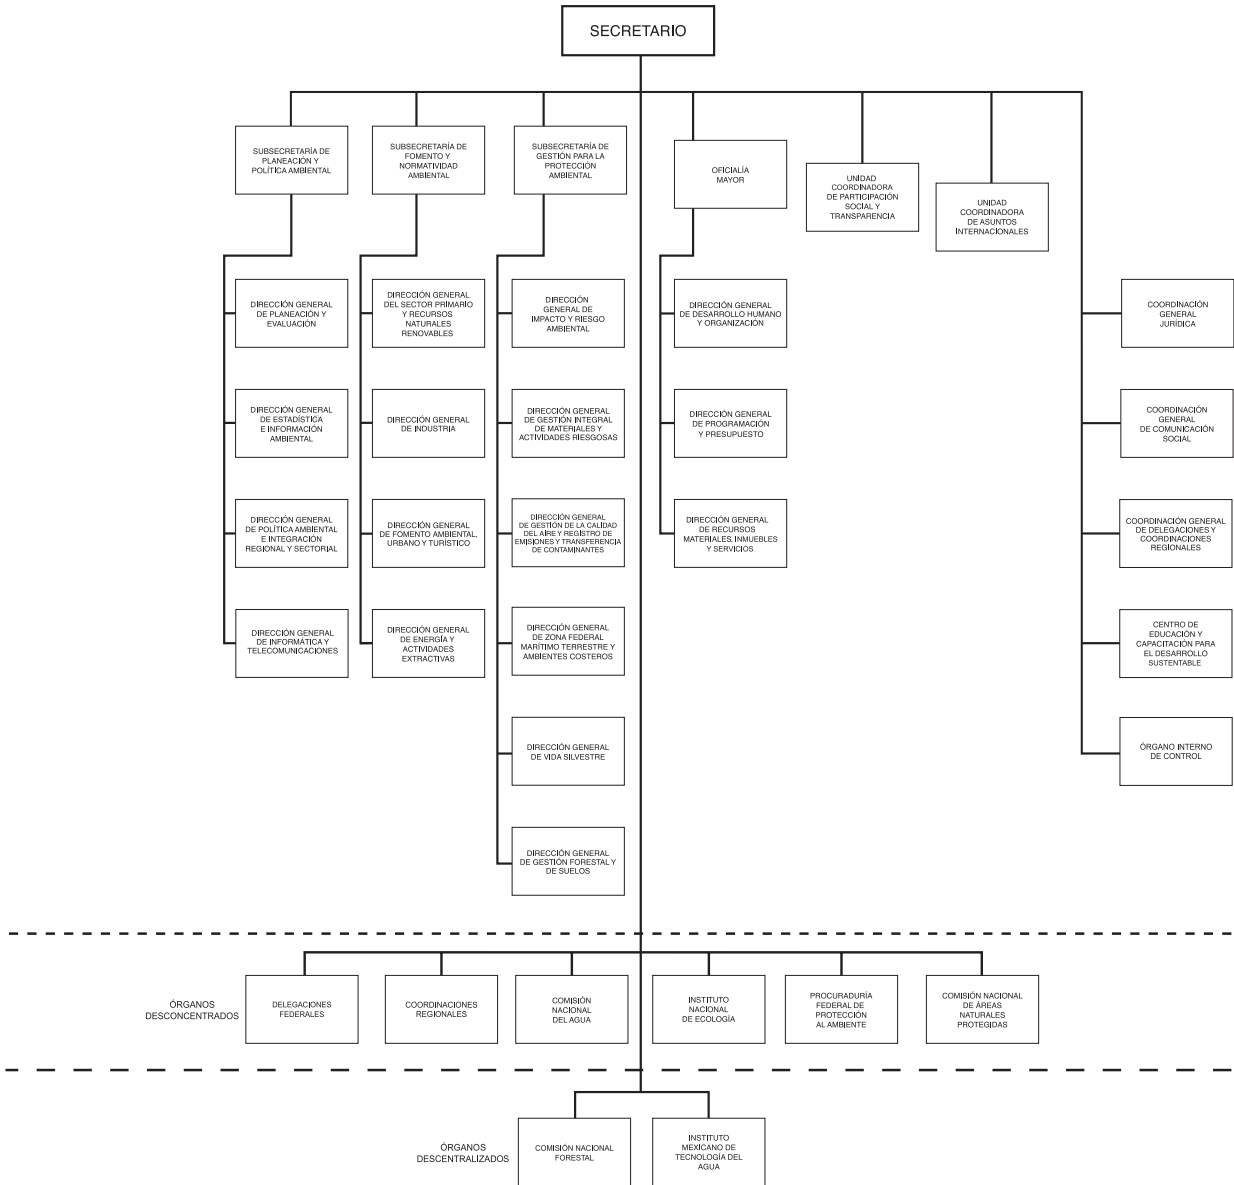 SECRETARIO
SUBSECRETARÍA DE
PLANEACIÓN Y
POLÍTICA AMBIENTAL
SUBSECRETARÍA DE
FOMENTO Y
NORMATIVIDAD
AMBIENTAL
SUBSECRETARÍA DE
GESTIÓN PARA LA
PROTECCIÓN
AMBIENTAL
OFICIALÍA
MAYOR
UNIDAD
COORDINADORA
DE PARTICIPACIÓN
SOCIAL Y
TRANSPARENCIA
UNIDAD
COORDINADORA
DE ASUNTOS
INTERNACIONALES
DIRECCIÓN GENERAL
DE PLANEACIÓN Y
EVALUACIÓN
DIRECCIÓN GENERAL
DEL SECTOR PRIMARIO
Y RECURSOS
NATURALES
RENOVABLES
DIRECCIÓN
GENERAL DE
IMPACTO Y RIESGO
AMBIENTAL
DIRECCIÓN GENERAL
DE DESARROLLO HUMANO
Y ORGANIZACIÓN
COORDINACIÓN
GENERAL
JURÍDICA
DIRECCIÓN GENERAL
DE ESTADÍSTICA
E INFORMACIÓN
AMBIENTAL
DIRECCIÓN GENERAL
DE INDUSTRIA
DIRECCIÓN GENERAL
DE GESTIÓN INTEGRAL
DE MATERIALES Y
ACTIVIDADES RIESGOSAS
DIRECCIÓN GENERAL
DE PROGRAMACIÓN
Y PRESUPUESTO
COORDINACIÓN
GENERAL
DE COMUNICACIÓN
SOCIAL
DIRECCIÓN GENERAL
DE POLÍTICA AMBIENTAL
E INTEGRACIÓN
REGIONAL Y SECTORIAL
DIRECCIÓN GENERAL
DE FOMENTO AMBIENTAL,
URBANO Y TURÍSTICO
DIRECCIÓN GENERAL
DE GESTIÓN DE LA CALIDAD
DEL AIRE Y REGISTRO DE
EMISIONES Y TRANSFERENCIA
DE CONTAMINANTES
DIRECCIÓN GENERAL
DE RECURSOS
MATERIALES, INMUEBLES
Y SERVICIOS
COORDINACIÓN GENERAL
DE DELEGACIONES Y
COORDINACIONES
REGIONALES
DIRECCIÓN GENERAL
DE INFORMÁTICA Y
TELECOMUNICACIONES
DIRECCIÓN GENERAL
DE ENERGÍA Y
ACTIVIDADES
EXTRACTIVAS
DIRECCIÓN GENERAL
DE ZONA FEDERAL
MARÍTIMO TERRESTRE Y
AMBIENTES COSTEROS
CENTRO DE
EDUCACIÓN Y
CAPACITACIÓN PARA
EL DESARROLLO
SUSTENTABLE
DIRECCIÓN GENERAL
DE VIDA SILVESTRE
ÓRGANO INTERNO
DE CONTROL
DIRECCIÓN GENERAL
DE GESTIÓN FORESTAL Y
DE SUELOS
ÓRGANOS
DESCONCENTRADOS
DELEGACIONES
FEDERALES
COORDINACIONES
REGIONALES
COMISIÓN
NACIONAL
DEL AGUA
INSTITUTO
NACIONAL
DE ECOLOGÍA
PROCURADURÍA
FEDERAL DE
PROTECCIÓN
AL AMBIENTE
COMISIÓN NACIONAL
DE ÁREAS
NATURALES
PROTEGIDAS
ÓRGANOS
DESCENTRALIZADOS
COMISIÓN NACIONAL
FORESTAL
INSTITUTO
MEXICANO DE
TECNOLOGÍA DEL
AGUA